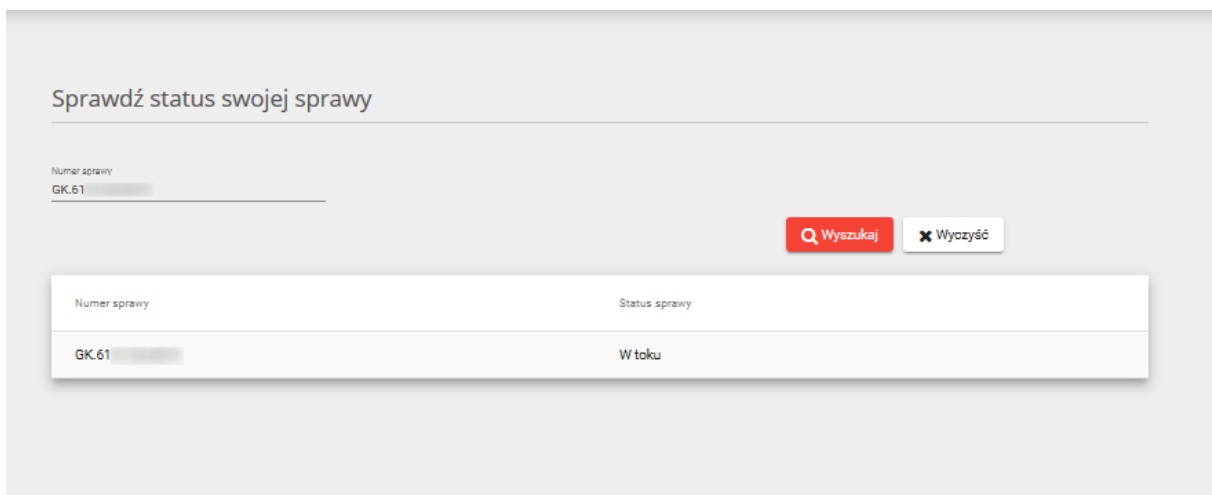 Sprawdź status swojej sprawy
Numer sprawy
GK.61
Wyszukaj Wyczyść
Numer sprawy Status sprawy
GK.61 W toku